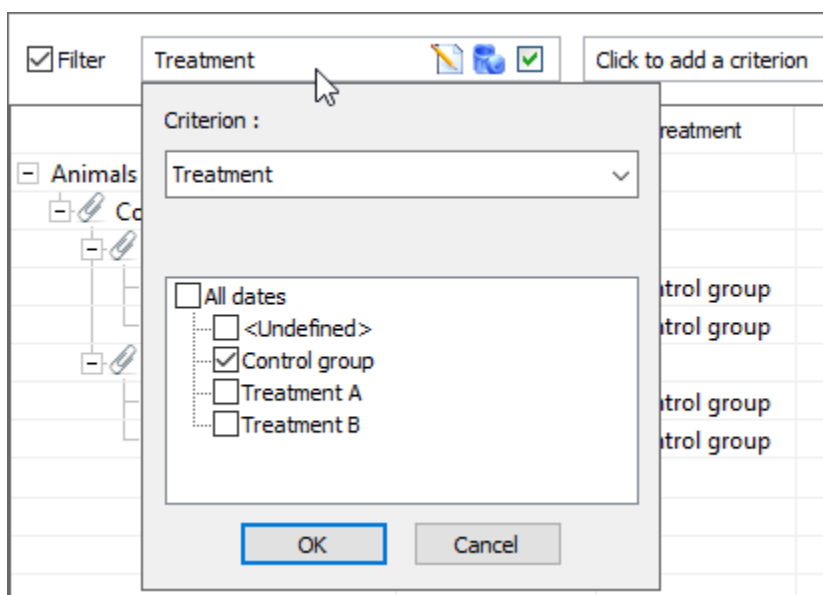 Filter
Treatment
Click to add a criterion
Criterion :
reatment
Animals
Treatment
Co
All dates
trol group
<Undefined>
trol group
Control group
Treatment A
trol group
Treatment B
trol group
OK
Cancel